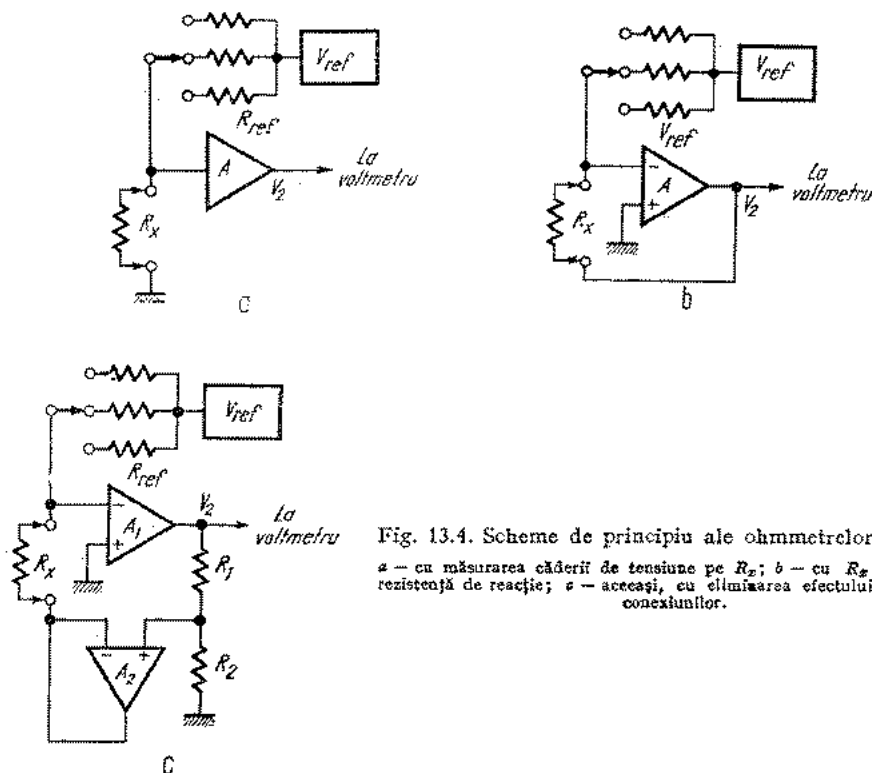 V_ref
R_ref
A
V_2
La
voltmetru
R_x
a
V_ref
V_ref
-
A
+
V_2
La
voltmetru
R_x
b
V_ref
R_ref
-
A_1
+
V_2
La
voltmetru
R_1
R_x
-
+
A_2
R_2
C
Fig. 13.4. Scheme de principiu ale ohmmetrelor
a — cu măsurarea căderii de tensiune pe R_x; b — cu R_x
rezistență de reacție; c — aceeași, cu eliminarea efectului
conexiunilor.